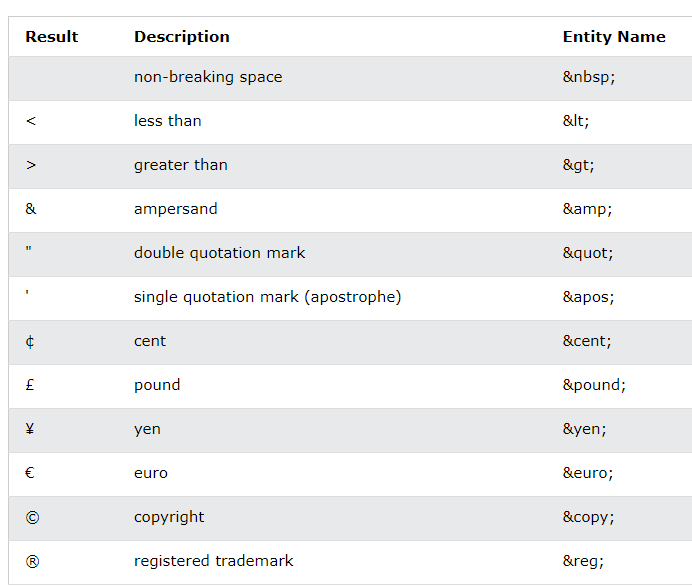 Result Description Entity Name
non-breaking space &nbsp;
< less than &lt;
> greater than &gt;
& ampersand &amp;
" double quotation mark &quot;
' single quotation mark (apostrophe) &apos;
¢ cent &cent;
£ pound &pound;
¥ yen &yen;
€ euro &euro;
© copyright &copy;
® registered trademark &reg;